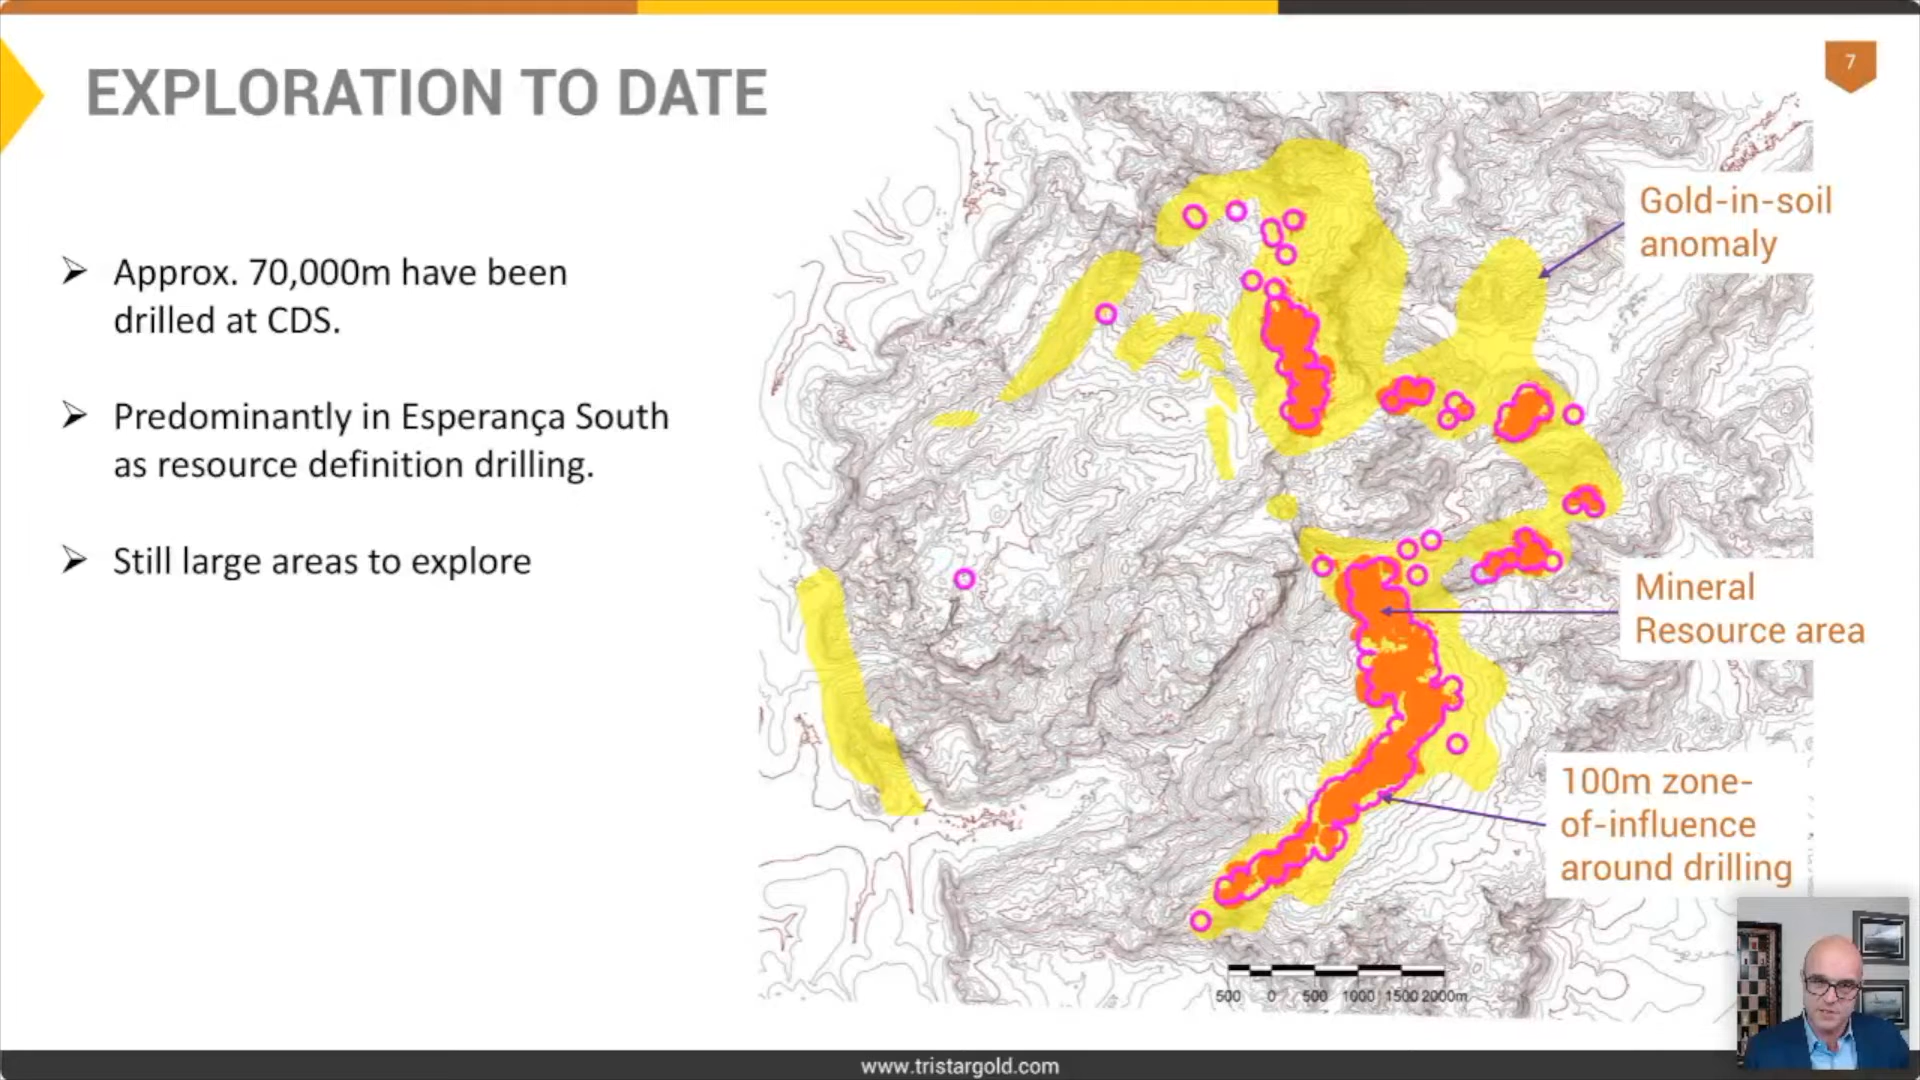 7
EXPLORATION TO DATE
Approx. 70,000m have been
drilled at CDS.
Predominantly in Esperança South
as resource definition drilling.
Still large areas to explore
Gold-in-soil
anomaly
Mineral
Resource area
100m zone-
of-influence
around drilling
500 0 500 1000 1500 2000m
www.tristargold.com